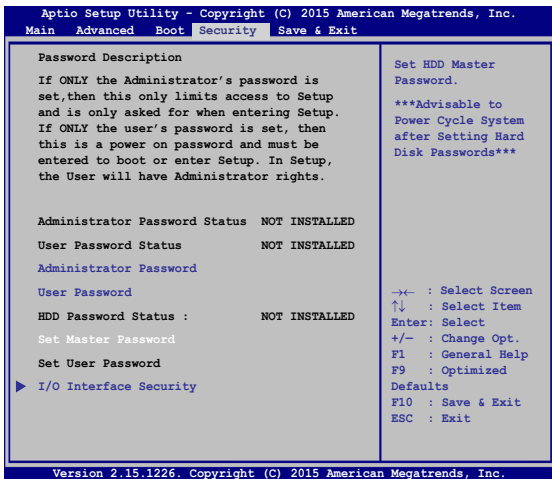 Aptio Setup Utility - Copyright (C) 2015 American Megatrends, Inc.
Main Advanced Boot Security Save & Exit
Password Description
If ONLY the Administrator's password is
set,then this only limits access to Setup
and is only asked for when entering Setup.
If ONLY the user's password is set, then
this is a power on password and must be
entered to boot or enter Setup. In Setup,
the User will have Administrator rights.
Administrator Password Status NOT INSTALLED
User Password Status NOT INSTALLED
Administrator Password
User Password
HDD Password Status : NOT INSTALLED
Set Master Password
Set User Password
I/O Interface Security
Set HDD Master
Password.
***Advisable to
Power Cycle System
after Setting Hard
Disk Passwords***
→← : Select Screen
↑↓ : Select Item
Enter: Select
+/— : Change Opt.
F1 : General Help
F9 : Optimized
Defaults
F10 : Save & Exit
ESC : Exit
Version 2.15.1226. Copyright (C) 2015 American Megatrends, Inc.